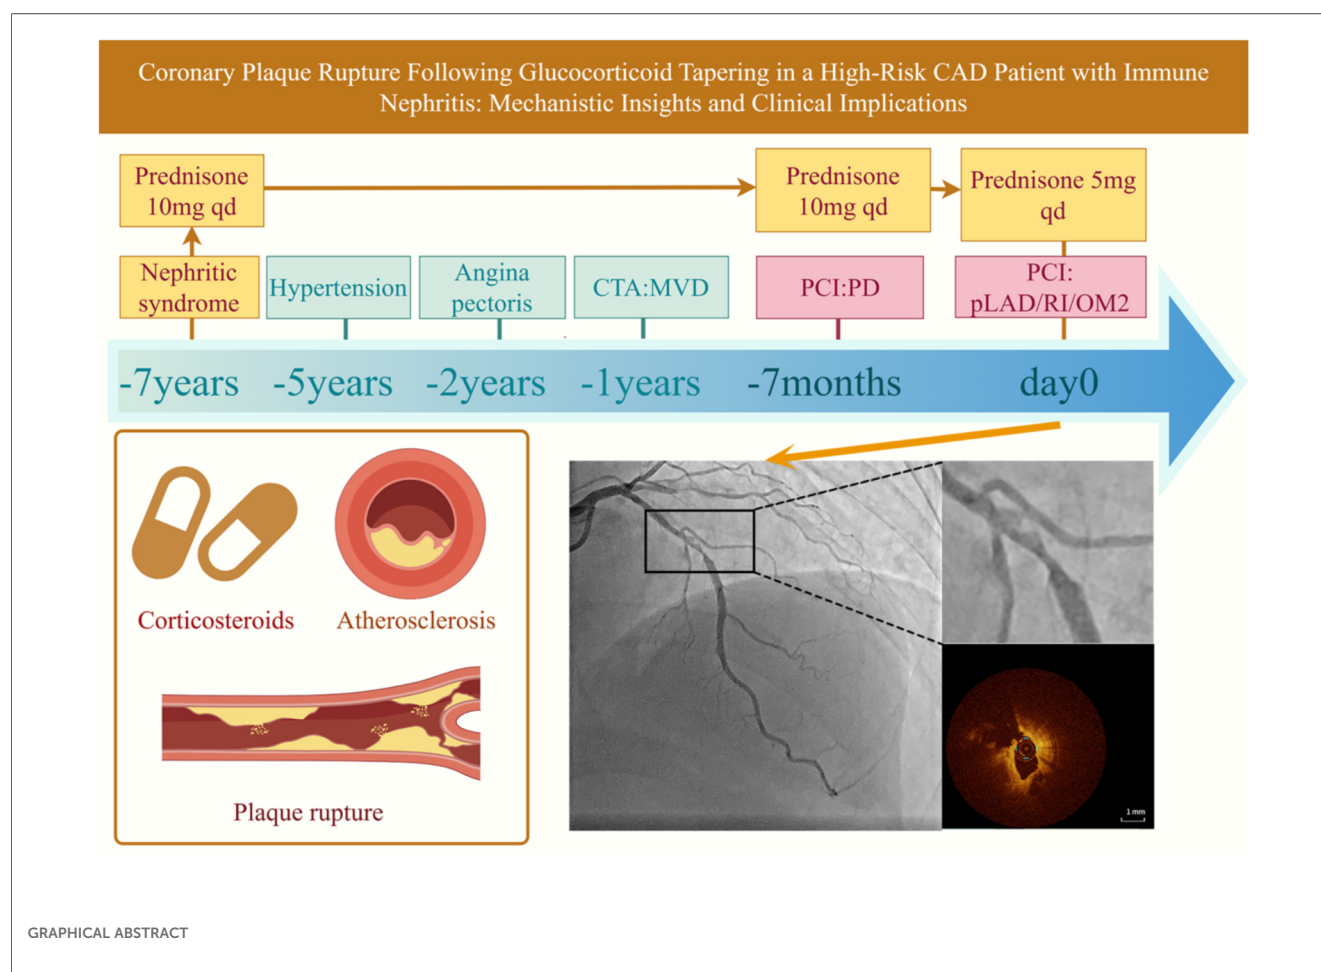 Coronary Plaque Rupture Following Glucocorticoid Tapering in a High-Risk CAD Patient with Immune
Nephritis: Mechanistic Insights and Clinical Implications
Prednisone
10mg qd
Prednisone
10mg qd
Prednisone 5mg
qd
Nephritic
syndrome
Hypertension
Angina
pectoris
CTA:MVD
PCI:PD
PCI:
pLAD/RI/OM2
-7years
-5years
-2years
-1years
-7months
day0
Corticosteroids
Atherosclerosis
Plaque rupture
1 mm
GRAPHICAL ABSTRACT